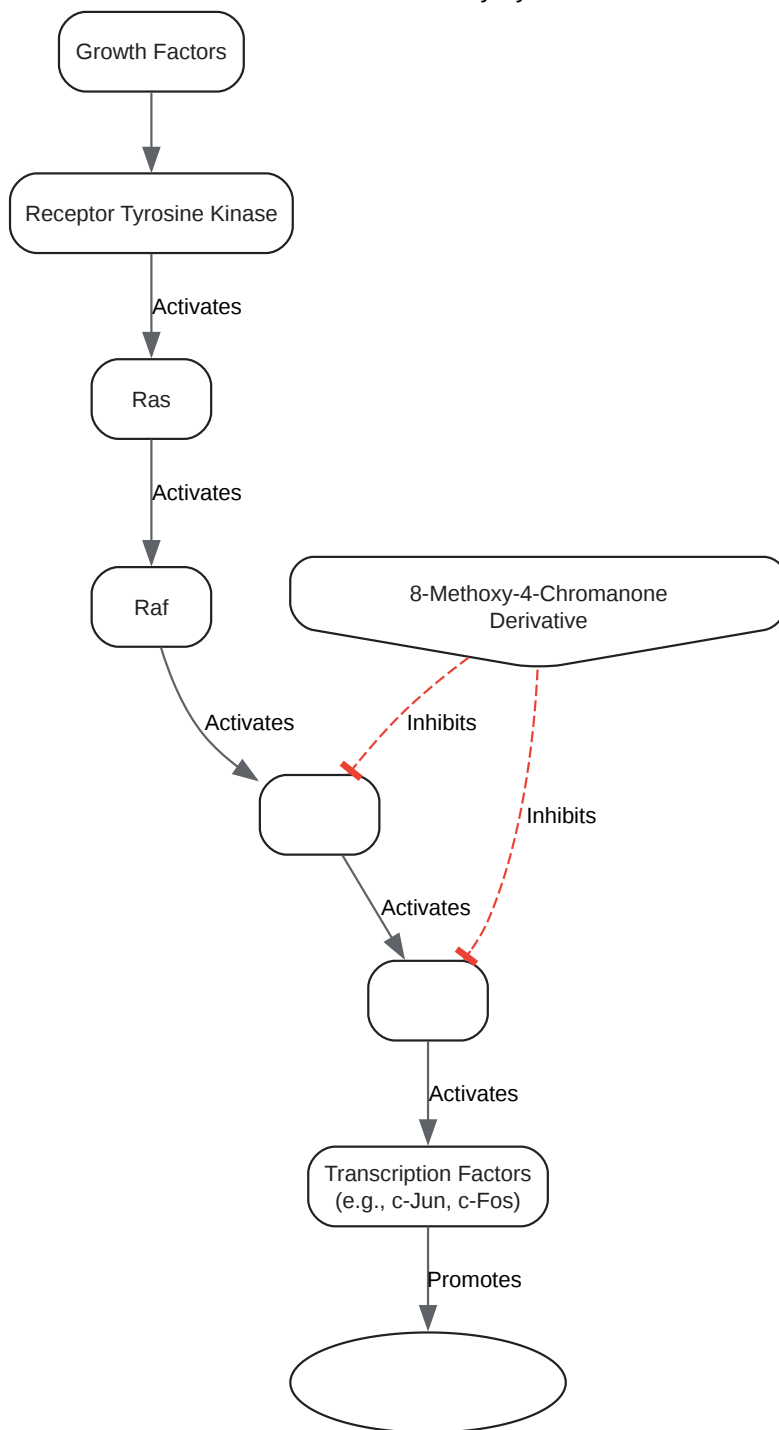 Growth Factors
Receptor Tyrosine Kinase
Activates
Ras
Activates
Raf
8-Methoxy-4-Chromanone
Derivative
Activates
Inhibits
Inhibits
Activates
Activates
Transcription Factors
(e.g., c-Jun, c-Fos)
Promotes